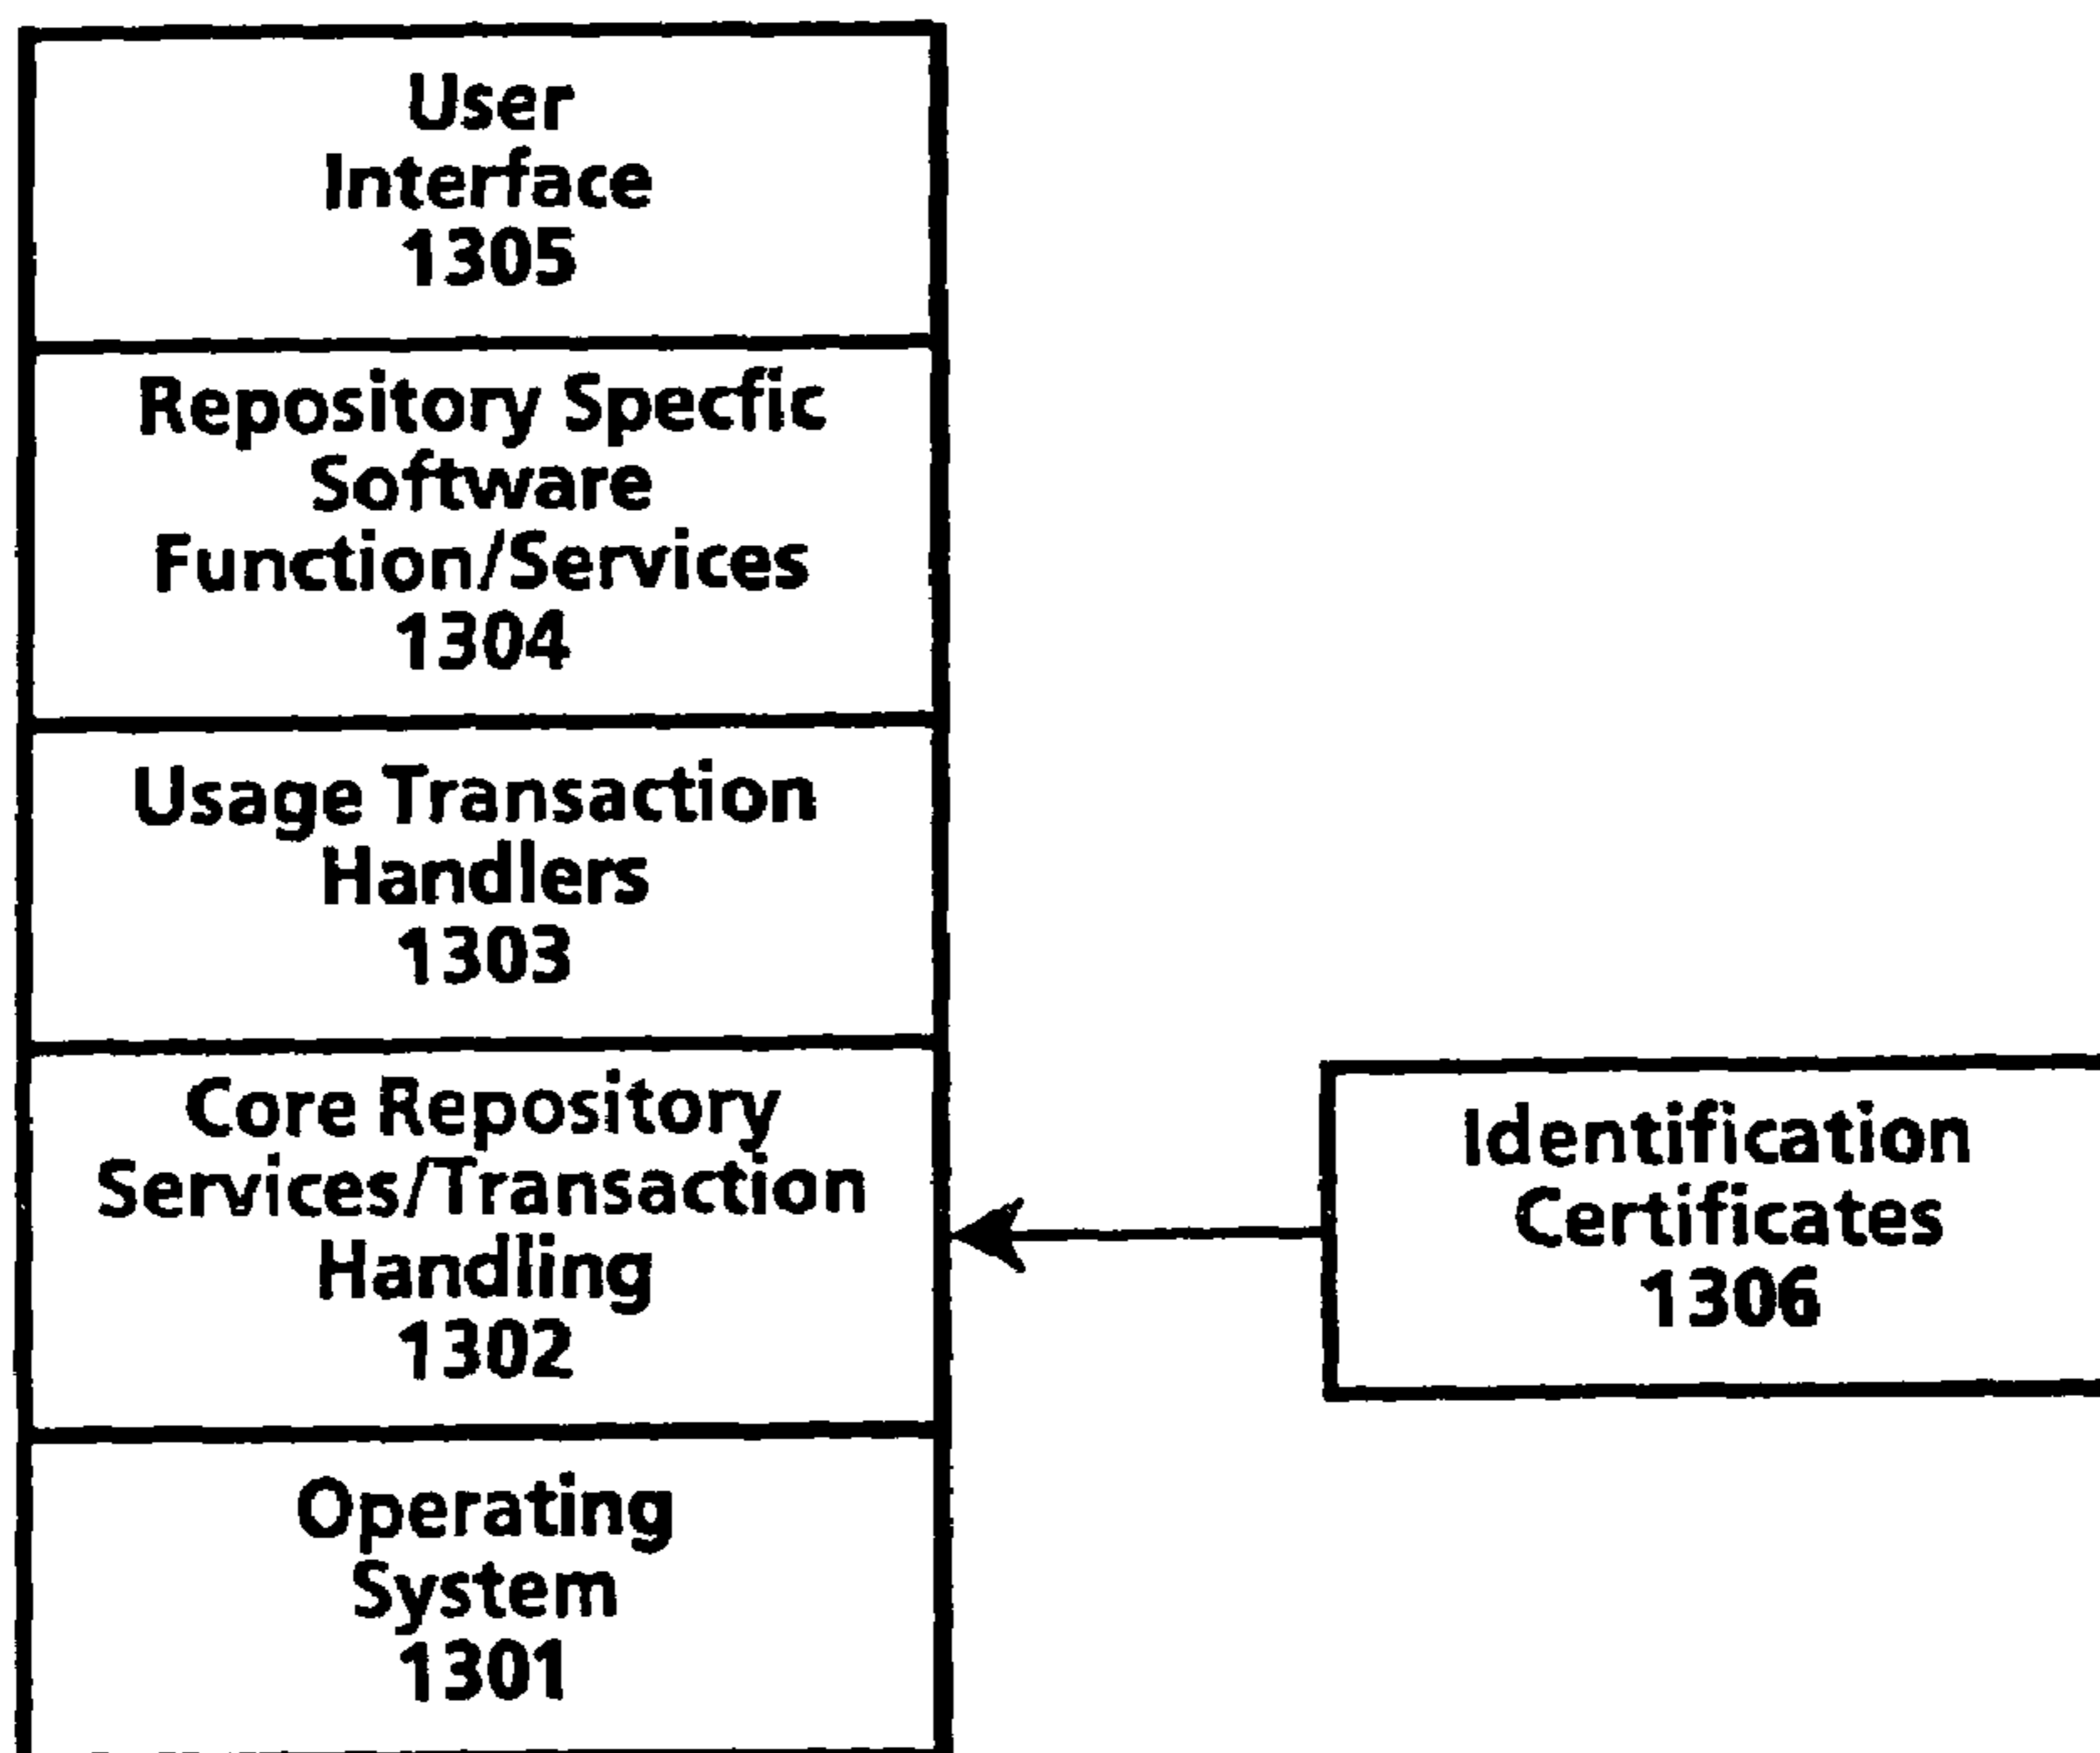 User
Interface
1305
Repository Specfic
Software
Function/Services
1304
Usage Transaction
Handlers
1303
Core Repository
Services/Transaction
Handling
1302
Identification
Certificates
1306
Operating
System
1301